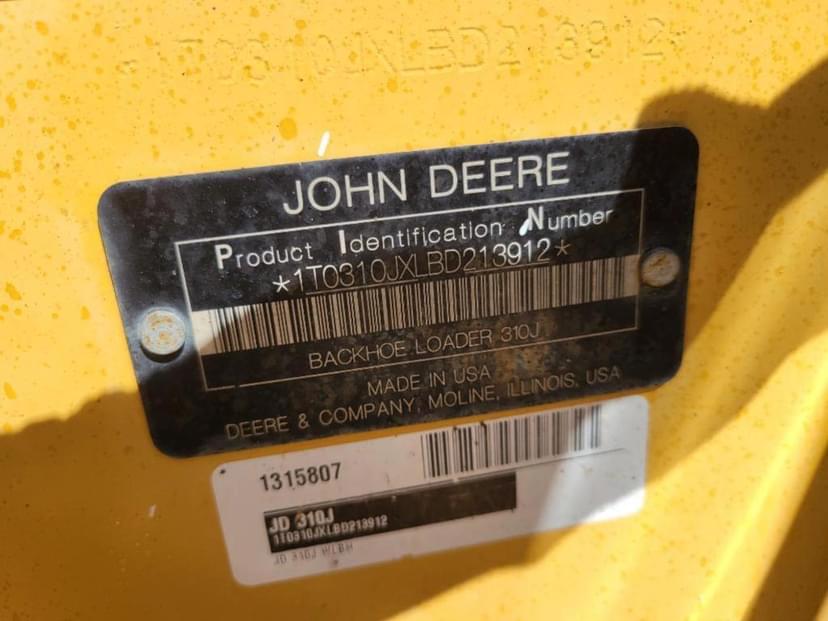 *1T0310JXLBD213912*
JOHN DEERE
Product Identification Number
*1T0310JXLBD213912*
BACKHOE LOADER 310J
MADE IN USA
DEERE & COMPANY, MOLINE, ILLINOIS, USA
1315807
JD 310J
1T0310JXLBD213912
JD 310J WLBH